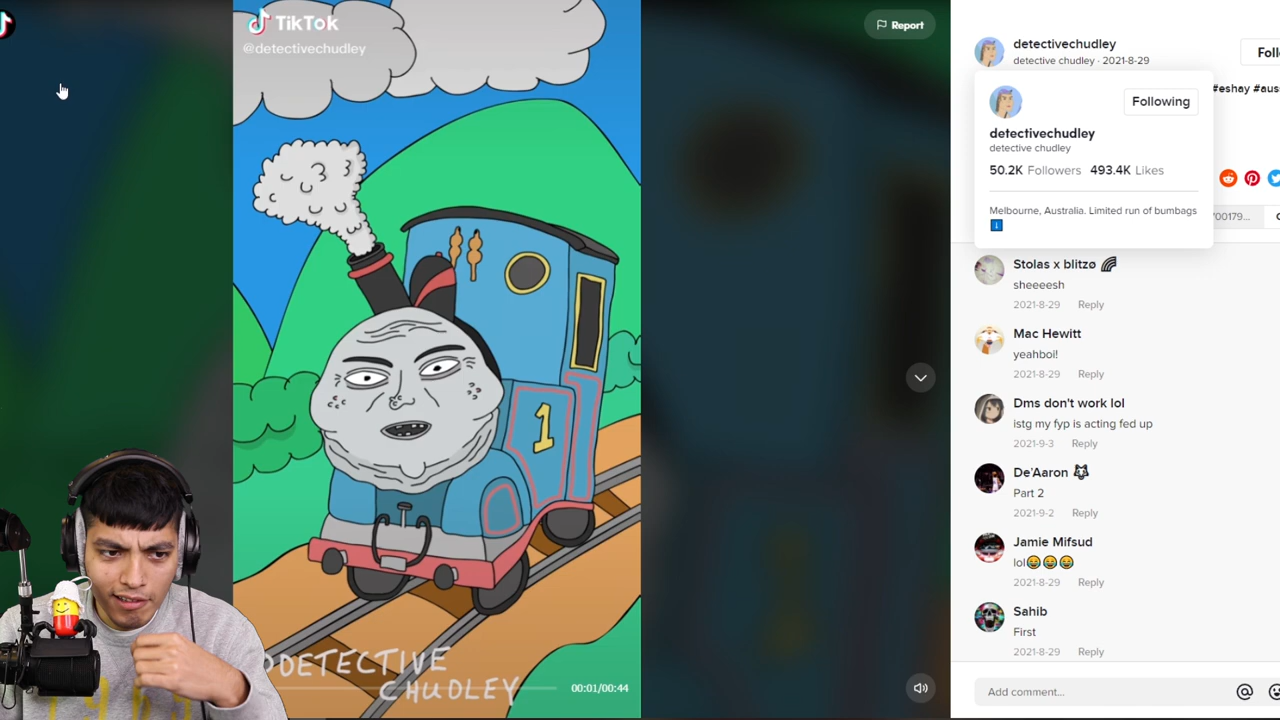 TikTok
@detectivechudley
Report
1
DETECTIVE
CHUDLEY
00:01/00:44
detectivechudley
detective chudley · 2021-8-29
Foll
#eshay #aus
detectivechudley
detective chudley
Following
50.2K Followers 493.4K Likes
Melbourne, Australia. Limited run of bumbags
/00179...
Stolas x blitzø 🌈
sheeeesh
2021-8-29 Reply
Mac Hewitt
yeahboi!
2021-8-29 Reply
Dms don't work lol
istg my fyp is acting fed up
2021-9-3 Reply
De'Aaron
Part 2
2021-9-2 Reply
Jamie Mifsud
lol😂😂😂
2021-8-29 Reply
Sahib
First
2021-8-29 Reply
Add comment...
@